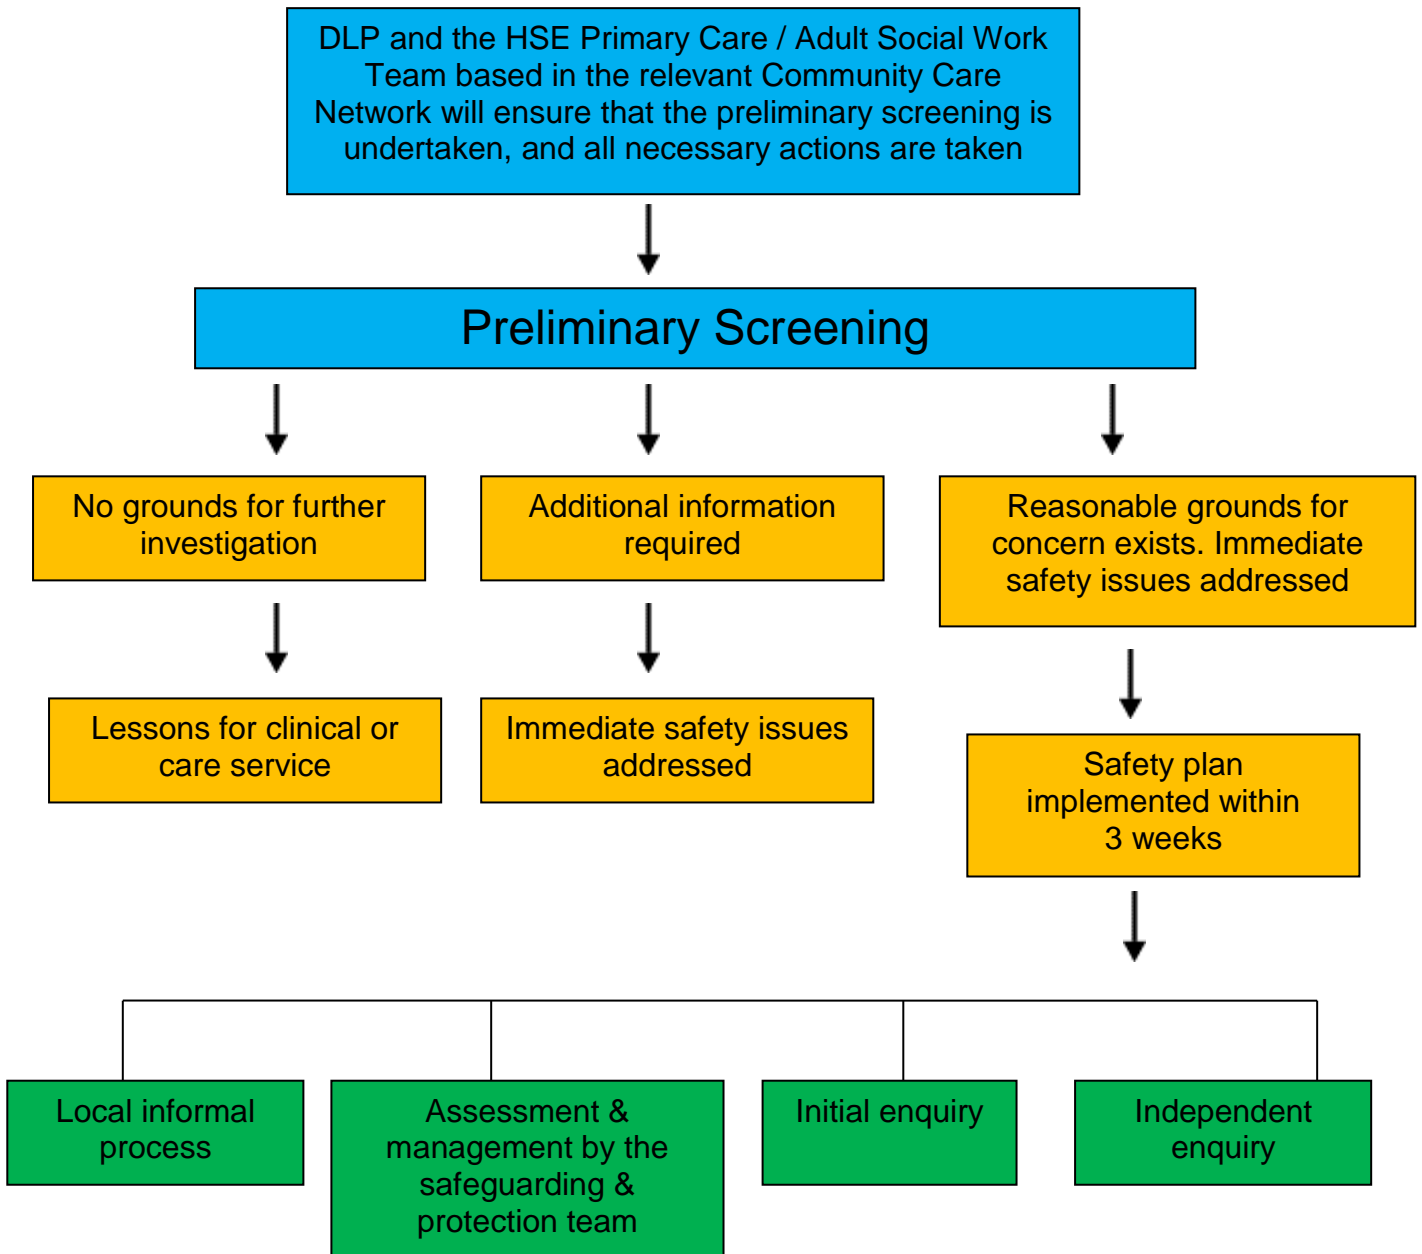 DLP and the HSE Primary Care / Adult Social Work
Team based in the relevant Community Care
Network will ensure that the preliminary screening is
undertaken, and all necessary actions are taken
Preliminary Screening
No grounds for further
investigation
Additional information
required
Reasonable grounds for
concern exists. Immediate
safety issues addressed
Lessons for clinical or
care service
Immediate safety issues
addressed
Safety plan
implemented within
3 weeks
Local informal
process
Assessment &
management by the
safeguarding &
protection team
Initial enquiry
Independent
enquiry